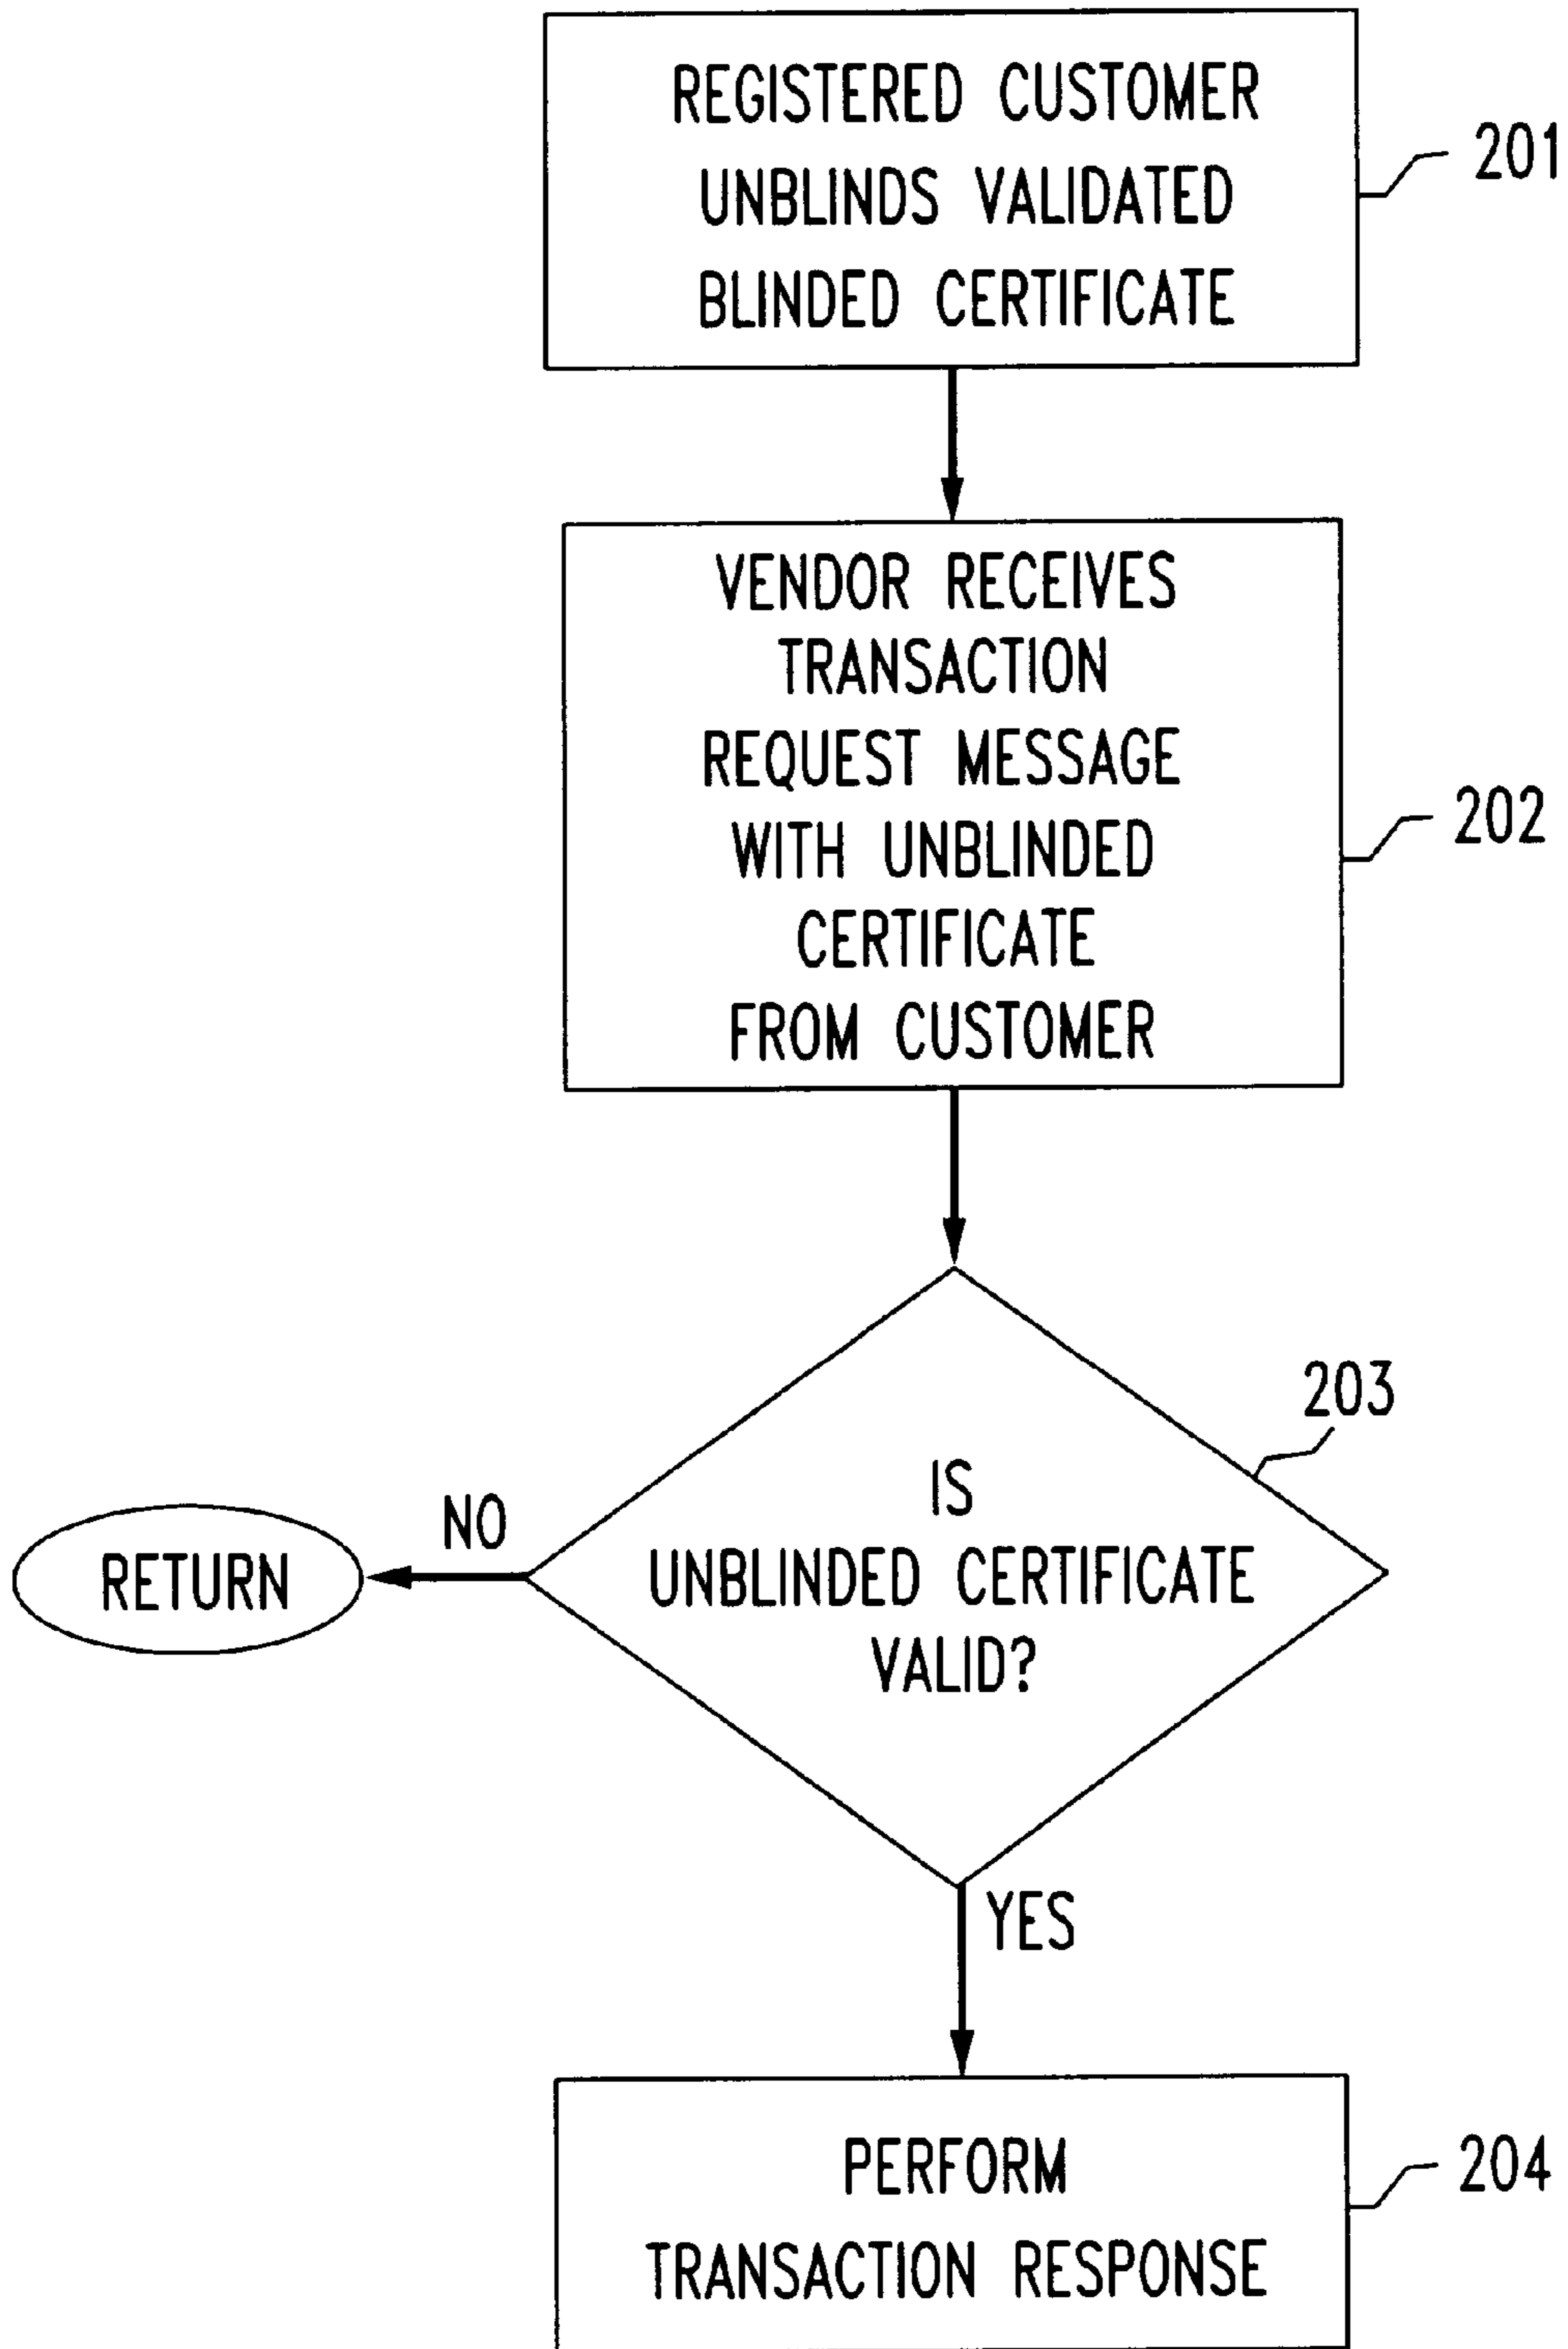 REGISTERED CUSTOMER
UNBLINDS VALIDATED
BLINDED CERTIFICATE
201
VENDOR RECEIVES
TRANSACTION
REQUEST MESSAGE
WITH UNBLINDED
CERTIFICATE
FROM CUSTOMER
202
203
IS
UNBLINDED CERTIFICATE
VALID?
NO
RETURN
YES
PERFORM
TRANSACTION RESPONSE
204